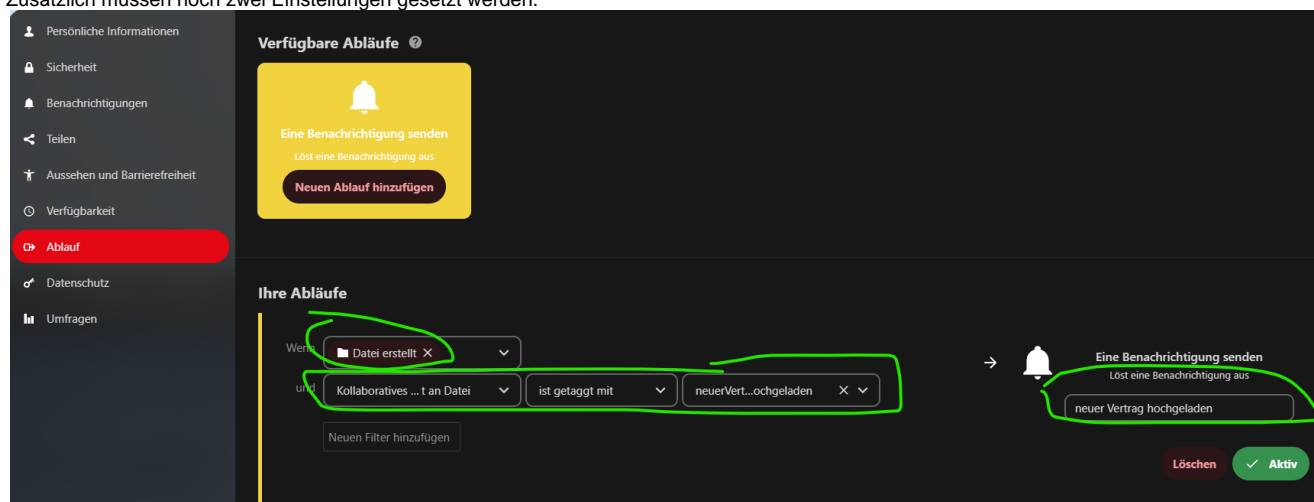 Zusätzlich müssen noch zwei Einstellungen gesetzt werden:
Persönliche Informationen
Sicherheit
Benachrichtigungen
Teilen
Aussehen und Barrierefreiheit
Verfügbarkeit
Ablauf
Datenschutz
Umfragen
Verfügbare Abläufe
Eine Benachrichtigung senden
Löst eine Benachrichtigung aus
Neuen Ablauf hinzufügen
Ihre Abläufe
Wenn Datei erstellt
und Kollaboratives ...t an Datei ist getaggt mit neuerVert...ochgeladen
Neuen Filter hinzufügen
Eine Benachrichtigung senden
Löst eine Benachrichtigung aus
neuer Vertrag hochgeladen
Löschen Aktiv